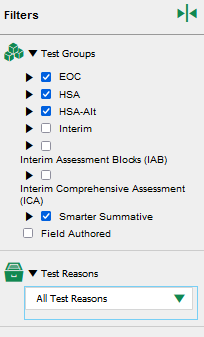 Filters
Test Groups
EOC
HSA
HSA-Alt
Interim
Interim Assessment Blocks (IAB)
Interim Comprehensive Assessment
(ICA)
Smarter Summative
Field Authored
Test Reasons
All Test Reasons